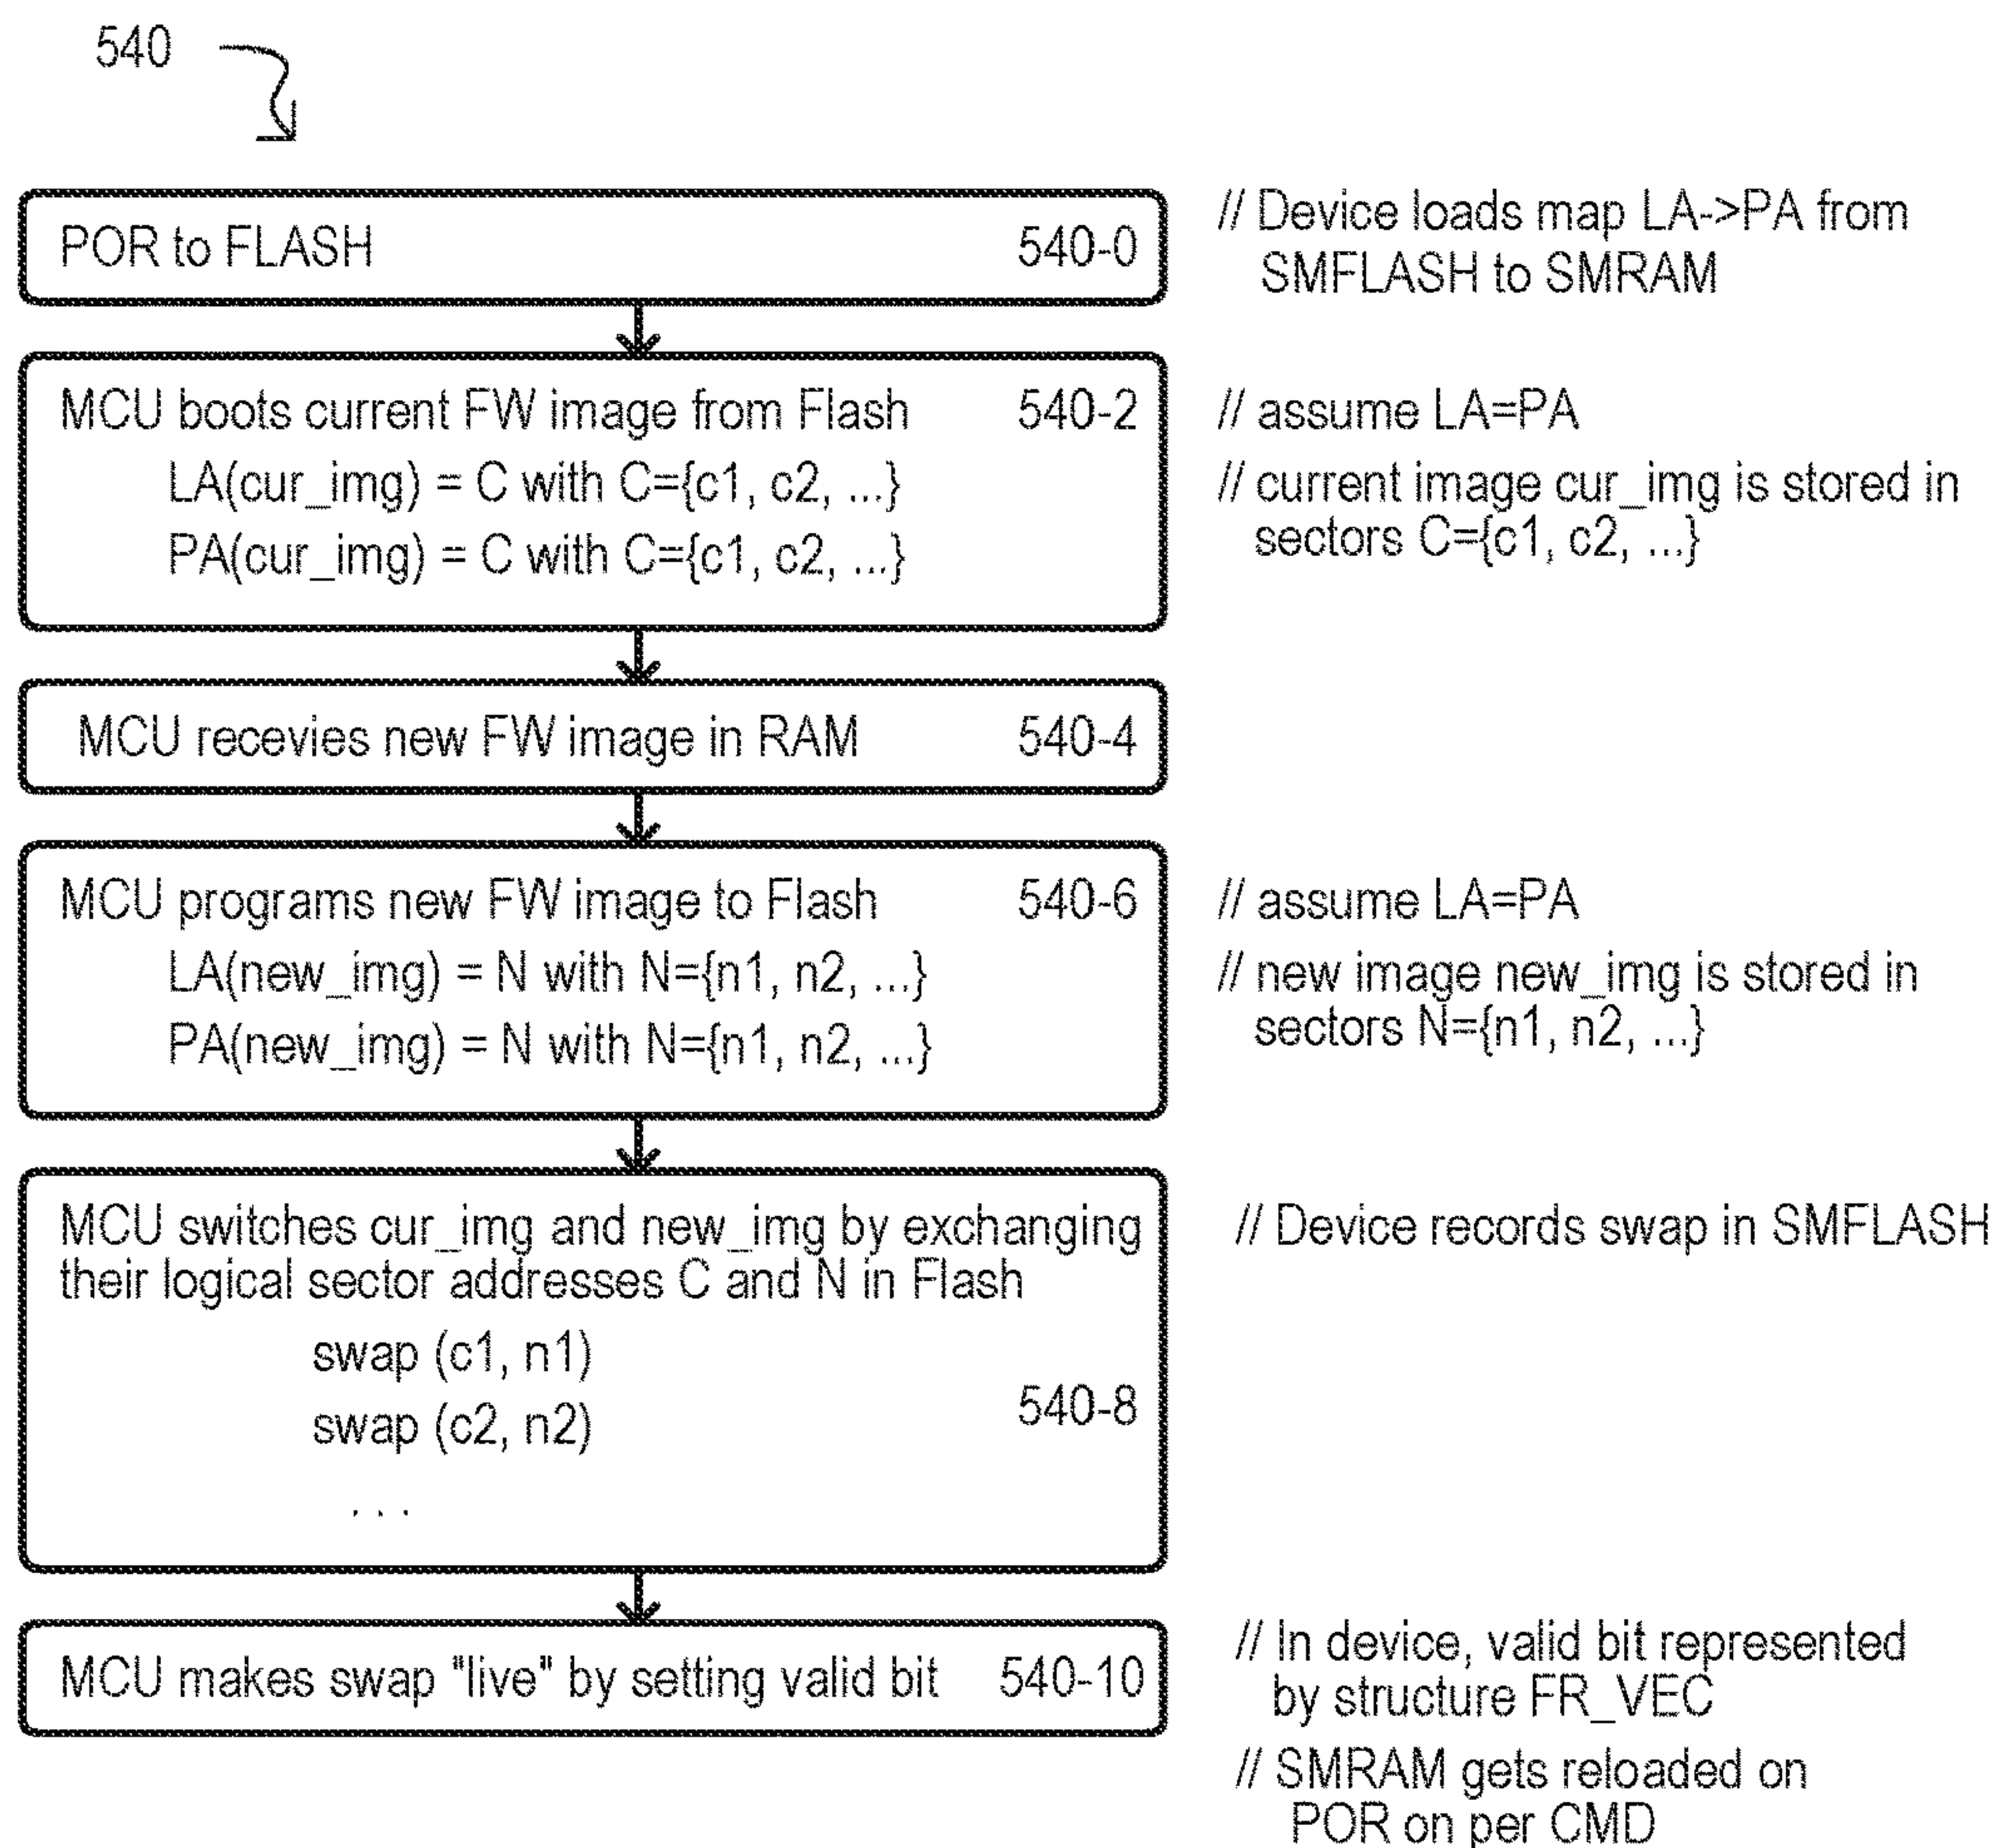 540
POR to FLASH 540-0
// Device loads map LA->PA from
SMFLASH to SMRAM
MCU boots current FW image from Flash 540-2
// assume LA=PA
LA(cur_img) = C with C={c1, c2, ...}
// current image cur_img is stored in
sectors C={c1, c2, ...}
PA(cur_img) = C with C={c1, c2, ...}
MCU recevies new FW image in RAM 540-4
MCU programs new FW image to Flash 540-6
// assume LA=PA
LA(new_img) = N with N={n1, n2, ...}
// new image new_img is stored in
sectors N={n1, n2, ...}
PA(new_img) = N with N={n1, n2, ...}
MCU switches cur_img and new_img by exchanging
their logical sector addresses C and N in Flash
// Device records swap in SMFLASH
swap (c1, n1)
swap (c2, n2)
540-8
...
MCU makes swap "live" by setting valid bit 540-10
// In device, valid bit represented
by structure FR_VEC
// SMRAM gets reloaded on
POR on per CMD